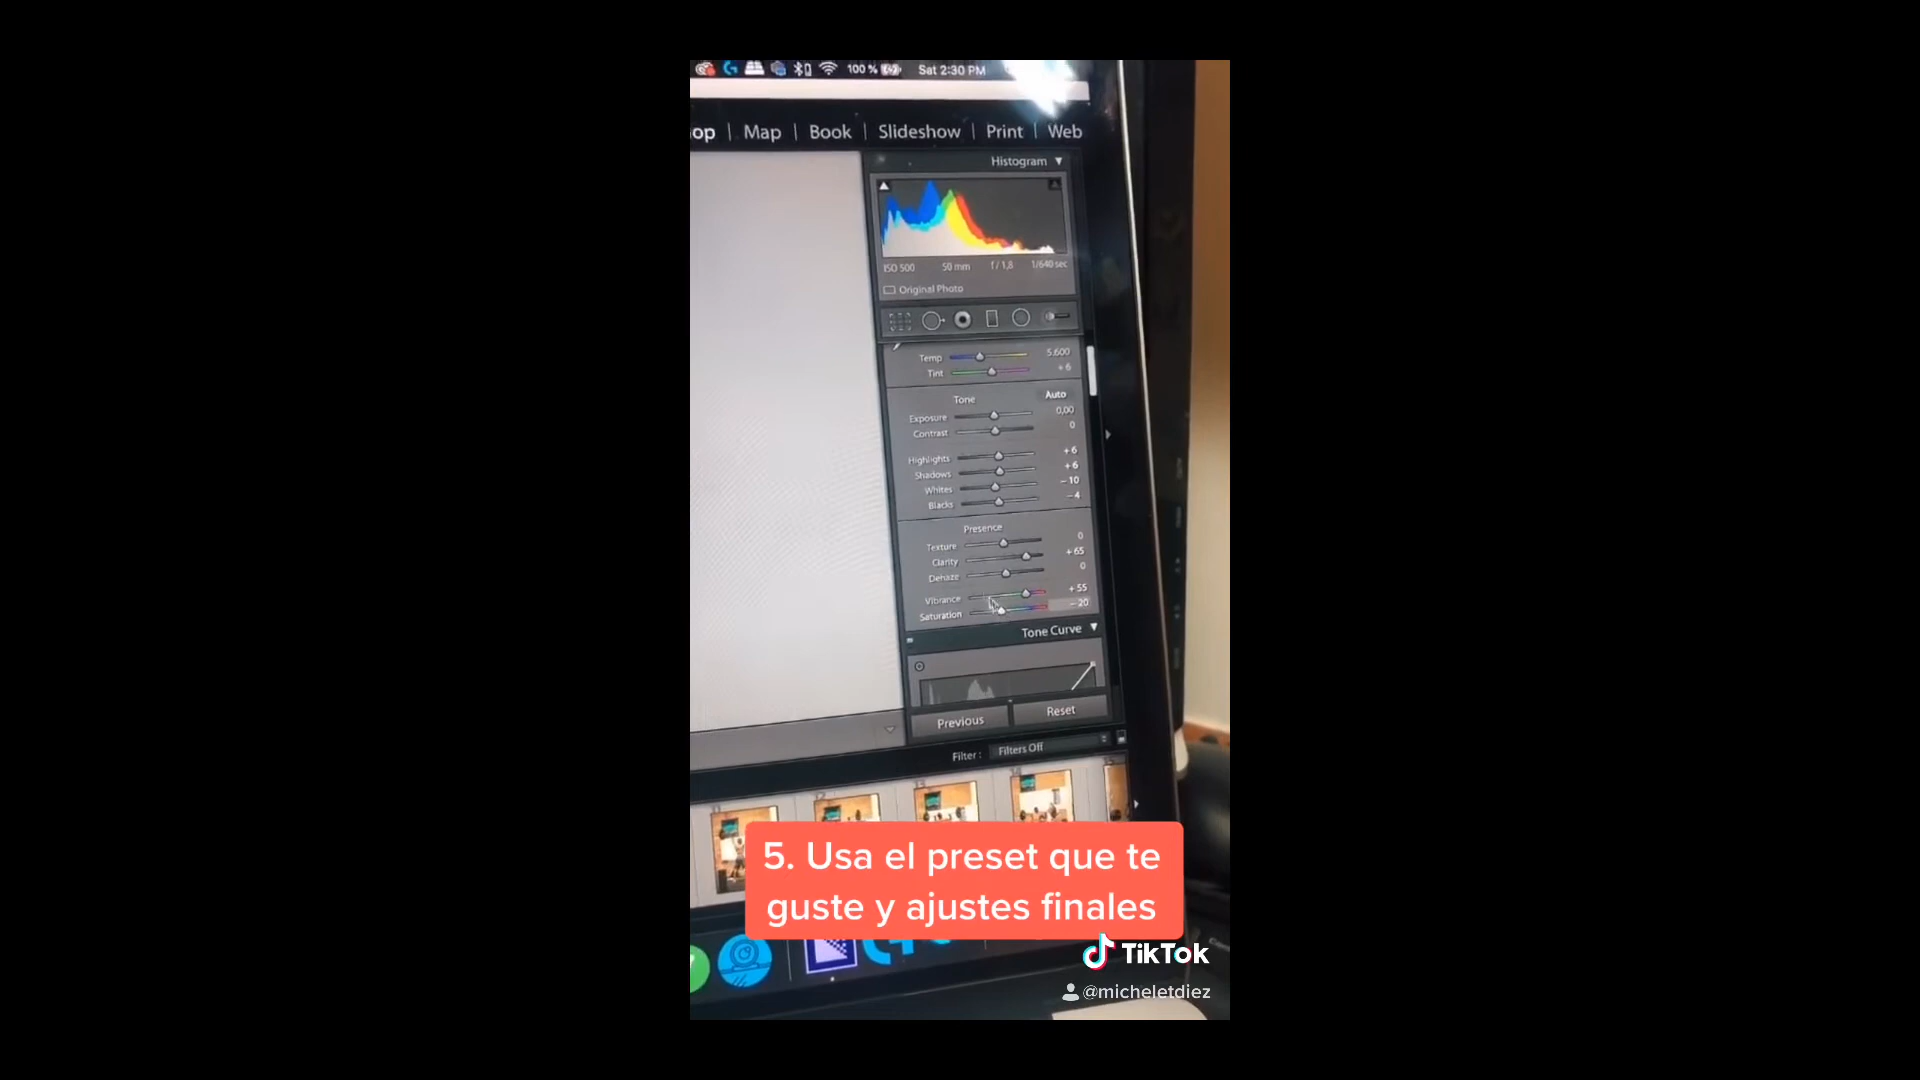 100 % Sat 2:30 PM
op | Map | Book | Slideshow | Print | Web
Histogram
ISO 500 50 mm f / 1,8 1/640 sec
Original Photo
Temp 5.600
Tint + 6
Tone Auto
Exposure 0,00
Contrast 0
Highlights + 6
Shadows + 6
Whites – 10
Blacks – 4
Presence
Texture 0
Clarity + 65
Dehaze 0
Vibrance + 55
Saturation – 20
Tone Curve
Previous Reset
Filter : Filters Off
5. Usa el preset que te
guste y ajustes finales
TikTok
@micheletdiez